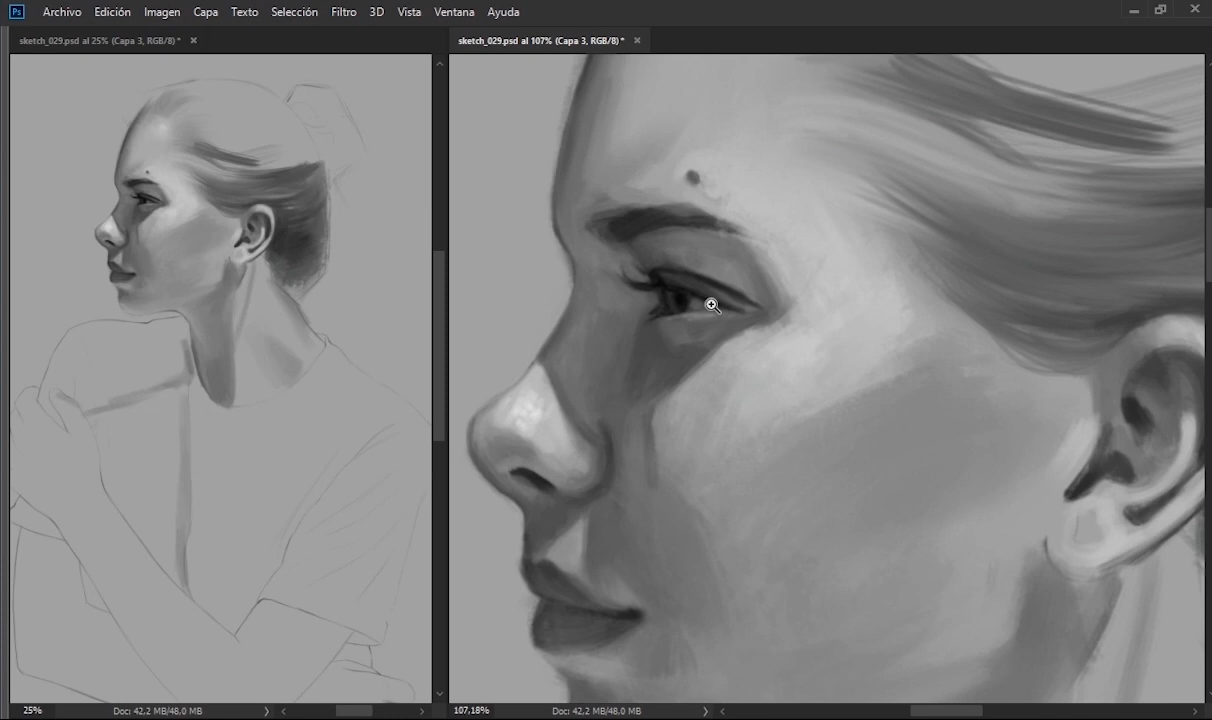 Ps Archivo Edición Imagen Capa Texto Selección Filtro 3D Vista Ventana Ayuda
sketch_029.psd al 25% (Capa 3, RGB/8) *
sketch_029.psd al 107% (Capa 3, RGB/8) *
25% Doc: 42,2 MB/48,0 MB
107,18% Doc: 42,2 MB/48,0 MB